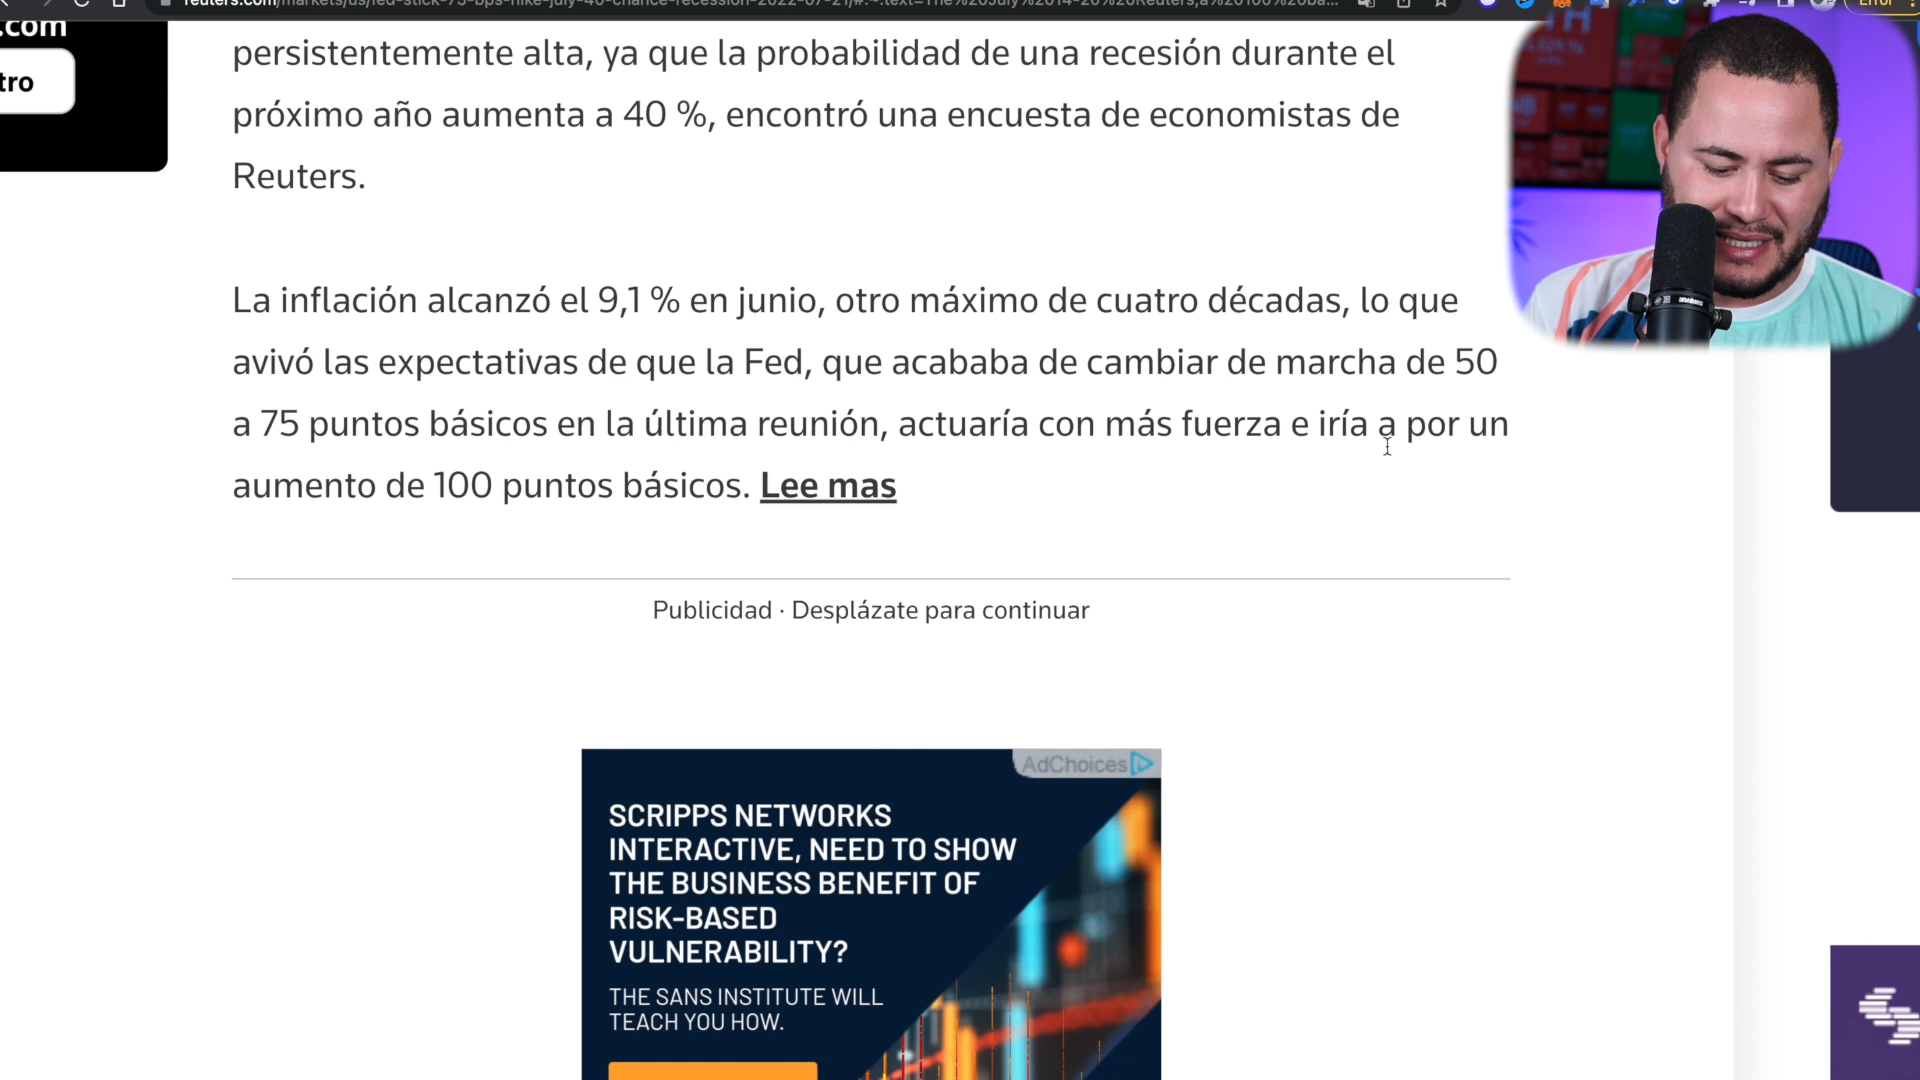 .com
tro
reuters.com/markets/us/fed-stick-75-bps-hike-july-40-chance-recession-2022-07-21/#:~:text=The%20July%2014-20%20Reuters,a%20100%20ba...
Error
persistentemente alta, ya que la probabilidad de una recesión durante el
próximo año aumenta a 40 %, encontró una encuesta de economistas de
Reuters.
La inflación alcanzó el 9,1 % en junio, otro máximo de cuatro décadas, lo que
avivó las expectativas de que la Fed, que acababa de cambiar de marcha de 50
a 75 puntos básicos en la última reunión, actuaría con más fuerza e iría a por un
aumento de 100 puntos básicos. Lee mas
Publicidad · Desplázate para continuar
AdChoices
SCRIPPS NETWORKS
INTERACTIVE, NEED TO SHOW
THE BUSINESS BENEFIT OF
RISK-BASED
VULNERABILITY?
THE SANS INSTITUTE WILL
TEACH YOU HOW.